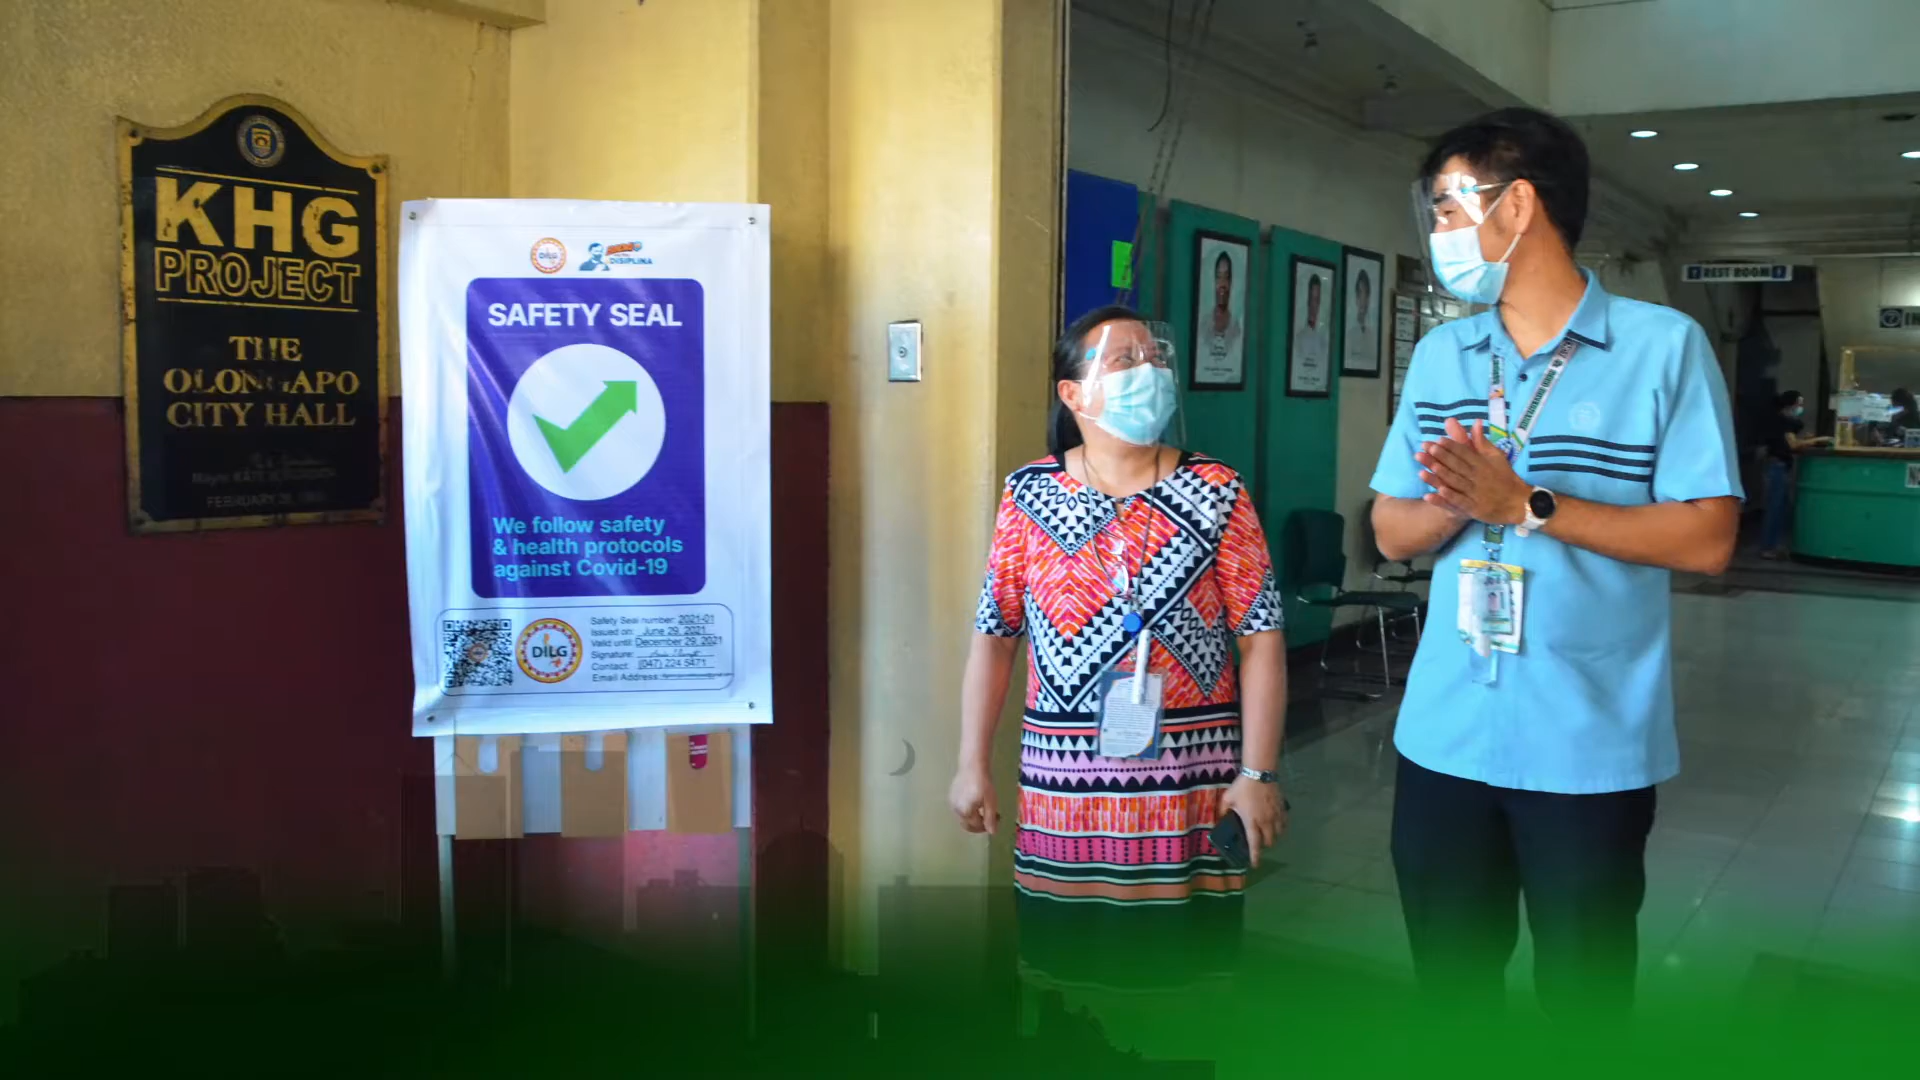 KHG
PROJECT
THE
OLONGAPO
CITY HALL
DILG
DISIPLINA
SAFETY SEAL
We follow safety
& health protocols
against Covid-19
DILG
Safety Seal number: 2021-01
Issued on: June 29, 2021
Valid until: December 29, 2021
Signature:
Contact: (047) 224 5471
Email Address:
REST ROOM